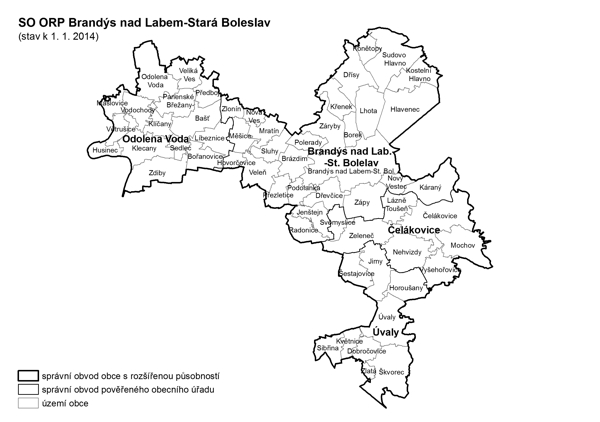 SO ORP Brandýs nad Labem-Stará Boleslav
(stav k 1. 1. 2014)
Konětopy
Sudovo
Hlavno
Kostelní
Hlavno
Dřísy
Hlavenec
Lhota
Křenek
Záryby
Borek
Odolena
Voda
Veliká
Ves
Předboj
Panenské
Břežany
Máslovice
Vodochody
Větrušice
Klíčany
Husinec
Odolena Voda
Klecany
Sedlec
Líbeznice
Bašť
Zlonín
Nová
Ves
Měšice
Mratín
Bořanovice
Hovorčovice
Zdiby
Sluhy
Veleň
Polerady
Brázdim
Brandýs nad Lab.
-St. Boleslav
Brandýs nad Labem-St. Bol.
Podolanka
Přezletice
Dřevčice
Jenštejn
Radonice
Svémyslice
Zápy
Zeleneč
Nový
Vestec
Káraný
Lázně
Toušeň
Čelákovice
Čelákovice
Mochov
Nehvizdy
Vyšehořovice
Jirny
Šestajovice
Horoušany
Úvaly
Úvaly
Květnice
Sibřina
Dobročovice
Zlatá
Škvorec
správní obvod obce s rozšířenou působností
správní obvod pověřeného obecního úřadu
území obce